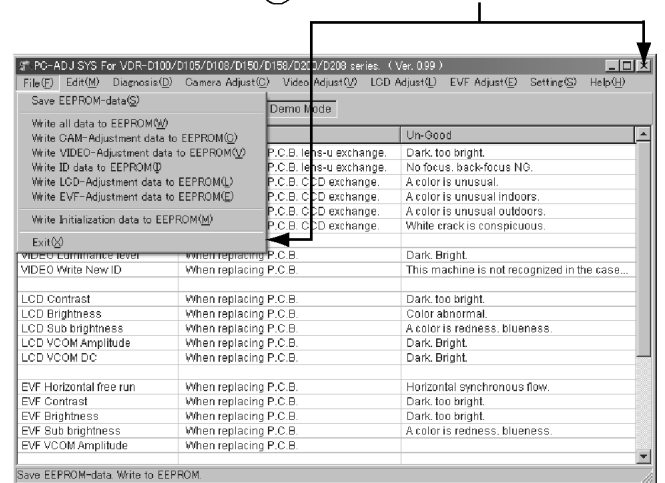 PC-ADJ SYS For VDR-D100/D105/D108/D150/D158/D200/D208 series. ( Ver. 0.99 )
File(F) Edit(M) Diagnosis(D) Camera Adjust(C) Video Adjust(V) LCD Adjust(L) EVF Adjust(E) Setting(S) Help(H)
Save EEPROM-data(S)
Demo Mode
Write all data to EEPROM(W)
Write CAM-Adjustment data to EEPROM(C)
Write VIDEO-Adjustment data to EEPROM(V)
Write ID data to EEPROM(I)
Write LCD-Adjustment data to EEPROM(L)
Write EVF-Adjustment data to EEPROM(E)
Write Initialization data to EEPROM(M)
Exit(X)
Un-Good
P.C.B. lens-u exchange. Dark. too bright.
P.C.B. lens-u exchange. No focus. back-focus NG.
P.C.B. CCD exchange. A color is unusual.
P.C.B. CCD exchange. A color is unusual indoors.
P.C.B. CCD exchange. A color is unusual outdoors.
P.C.B. CCD exchange. White crack is conspicuous.
VIDEO Luminance level When replacing P.C.B. Dark. Bright.
VIDEO Write New ID When replacing P.C.B. This machine is not recognized in the case...
LCD Contrast When replacing P.C.B. Dark. too bright.
LCD Brightness When replacing P.C.B. Color abnormal.
LCD Sub brightness When replacing P.C.B. A color is redness, blueness.
LCD VCOM Amplitude When replacing P.C.B. Dark. Bright.
LCD VCOM DC When replacing P.C.B. Dark. Bright.
EVF Horizontal free run When replacing P.C.B. Horizontal synchronous flow.
EVF Contrast When replacing P.C.B. Dark. too bright.
EVF Brightness When replacing P.C.B. Dark. too bright.
EVF Sub brightness When replacing P.C.B. A color is redness, blueness.
EVF VCOM Amplitude When replacing P.C.B.
Save EEPROM-data. Write to EEPROM.